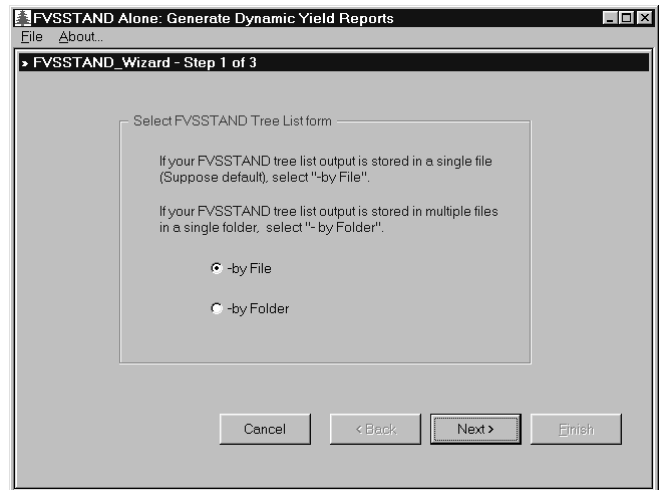 FVSSTAND Alone: Generate Dynamic Yield Reports
File About...
> FVSSTAND_Wizard - Step 1 of 3
Select FVSSTAND Tree List form
If your FVSSTAND tree list output is stored in a single file
(Suppose default), select "-by File".
If your FVSSTAND tree list output is stored in multiple files
in a single folder, select "- by Folder".
-by File
-by Folder
Cancel <Back Next> Finish